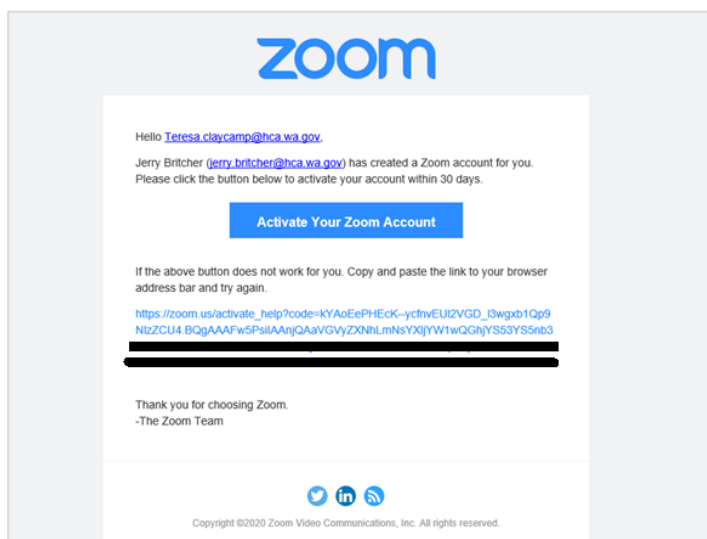 zoom
Hello Teresa.claycamp@hca.wa.gov,
Jerry Britcher (jerry.britcher@hca.wa.gov) has created a Zoom account for you.
Please click the button below to activate your account within 30 days.
Activate Your Zoom Account
If the above button does not work for you. Copy and paste the link to your browser
address bar and try again.
https://zoom.us/activate_help?code=kYAoEePHEcK--ycfnvEUI2VGD_l3wgxb1Qp9
NIzZCU4.BQgAAAFw5PsilAAnjQAaVGVyZXNhLmNsYXljYW1wQGhjYS53YS5nb3
Thank you for choosing Zoom.
-The Zoom Team
in
Copyright ©2020 Zoom Video Communications, Inc. All rights reserved.